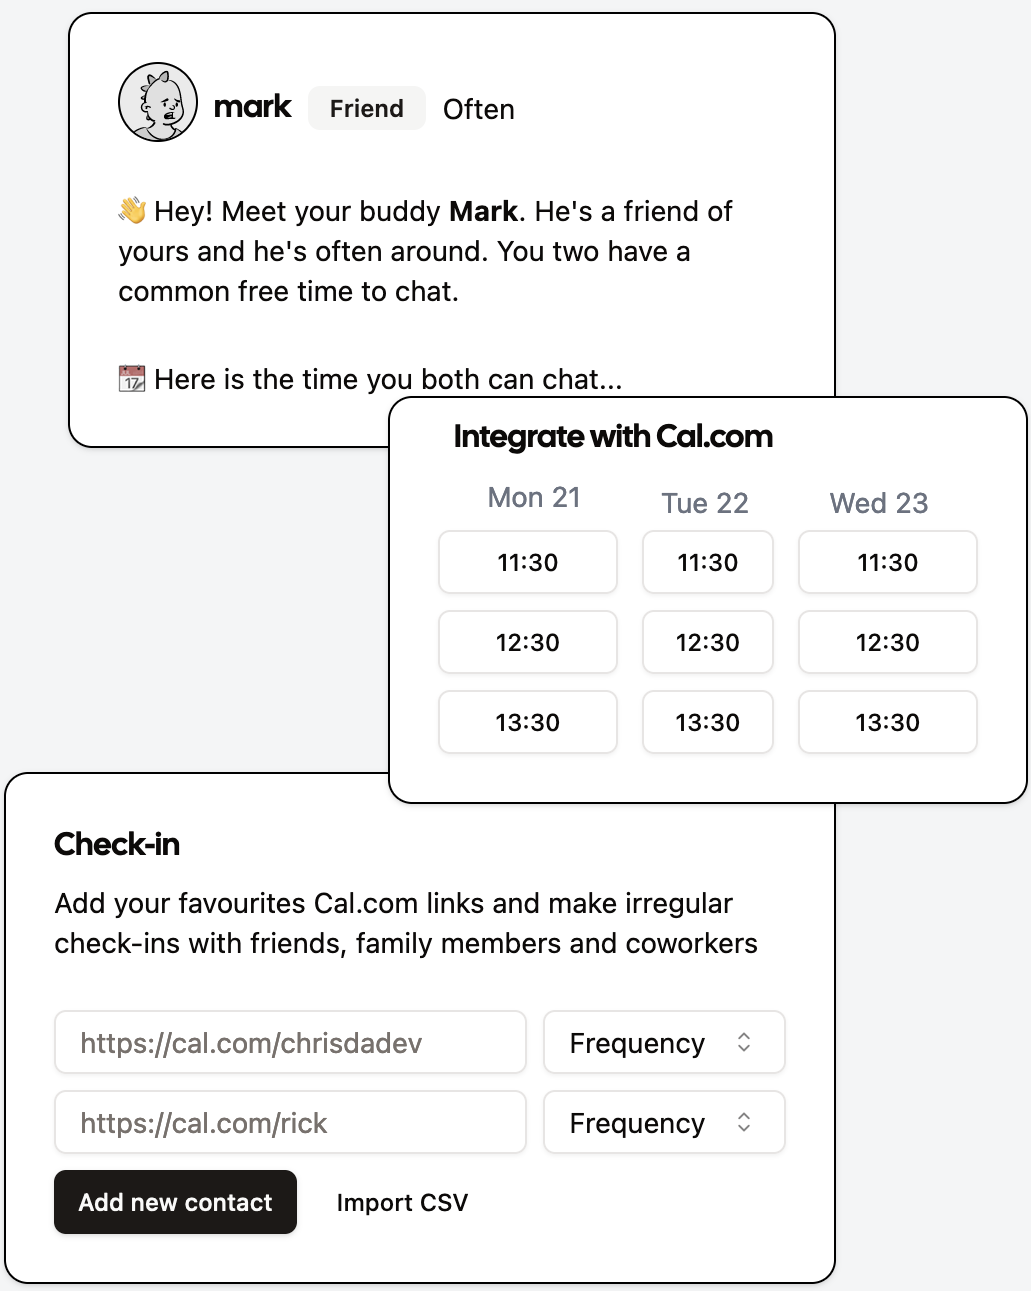 mark Friend Often
👋 Hey! Meet your buddy Mark. He's a friend of
yours and he's often around. You two have a
common free time to chat.
📆 Here is the time you both can chat...
Integrate with Cal.com
Mon 21 Tue 22 Wed 23
11:30 11:30 11:30
12:30 12:30 12:30
13:30 13:30 13:30
Check-in
Add your favourites Cal.com links and make irregular
check-ins with friends, family members and coworkers
https://cal.com/chrisdadev Frequency
https://cal.com/rick Frequency
Add new contact Import CSV